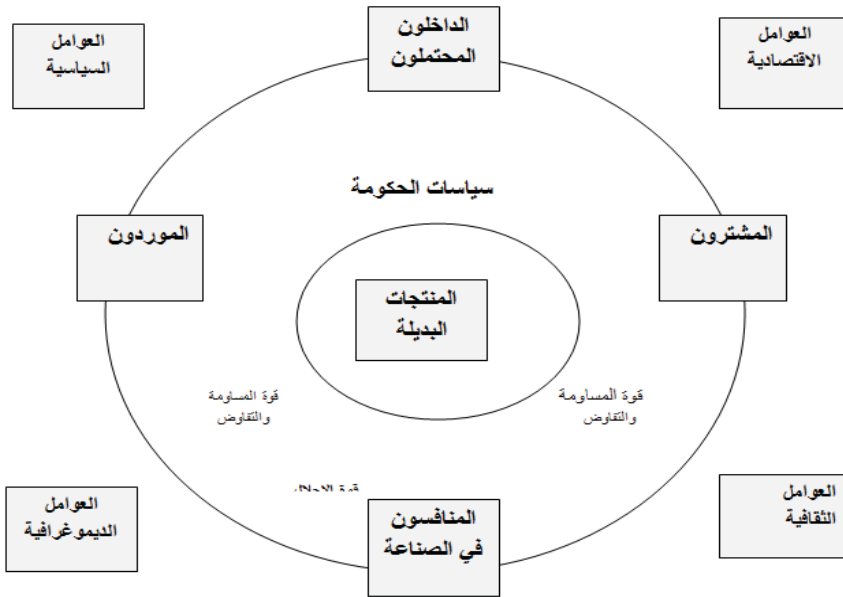 الداخلون
المحتملون
العوامل
الاقتصادية
العوامل
السياسية
سياسات الحكومة
المشترون
الموردون
المنتجات
البديلة
قوة المساومة
والتفاوض
قوة المساومة
والتفاوض
العوامل
الثقافية
المنافسون
في الصناعة
العوامل
الديموغرافية